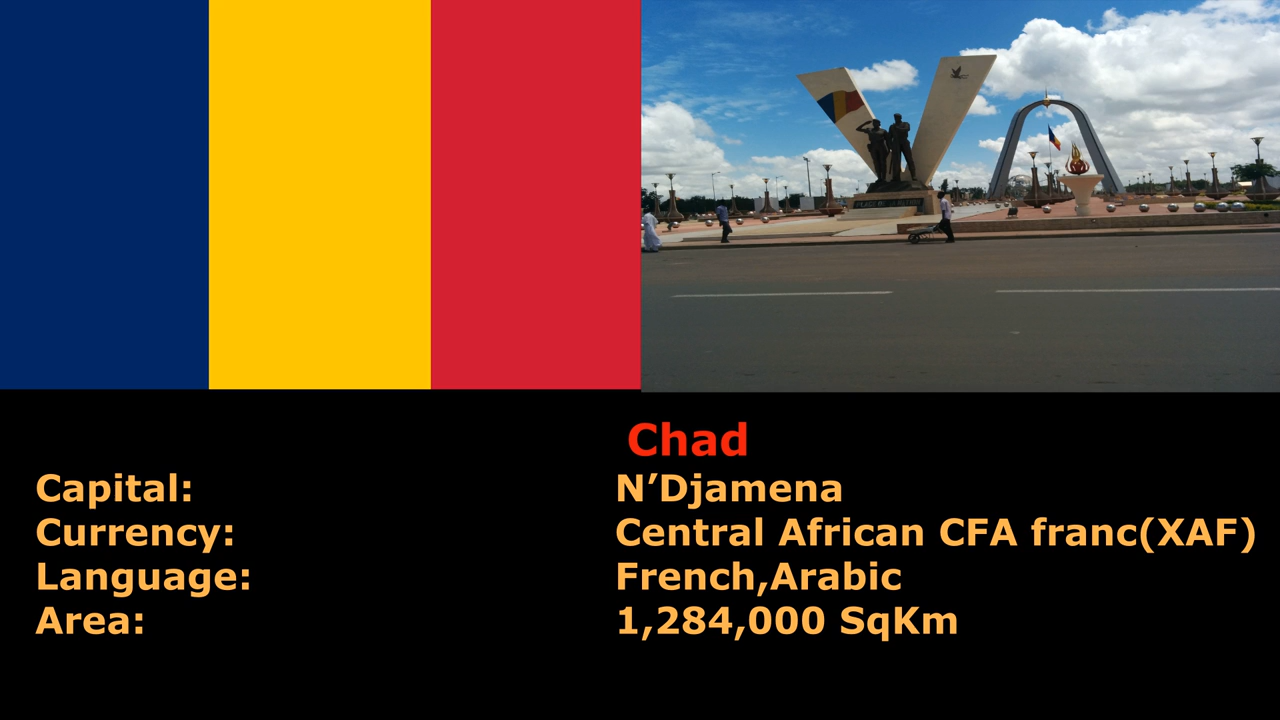 Chad
Capital: N’Djamena
Currency: Central African CFA franc(XAF)
Language: French,Arabic
Area: 1,284,000 SqKm